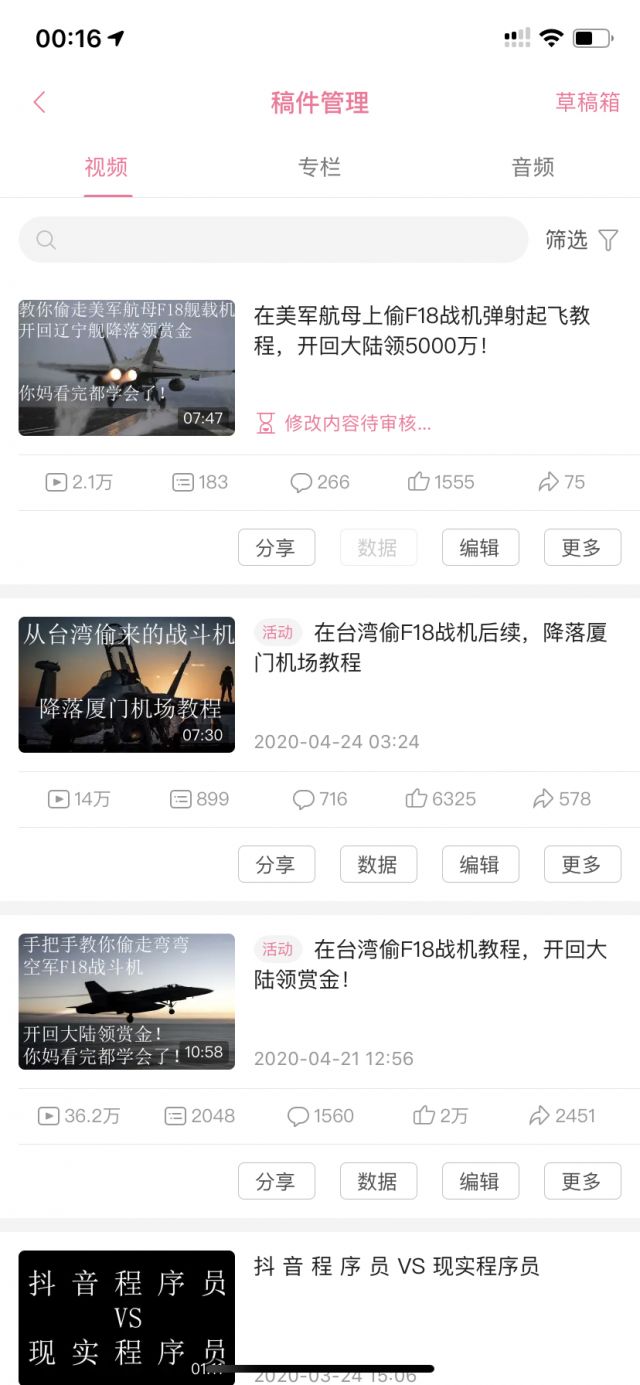 00:16
稿件管理
草稿箱
视频
专栏
音频
筛选
教你偷走美军航母F18舰载机
开回辽宁舰降落领赏金
你妈看完都学会了!
07:47
在美军航母上偷F18战机弹射起飞教
程，开回大陆领5000万！
修改内容待审核...
2.1万
183
266
1555
75
分享
数据
编辑
更多
从台湾偷来的战斗机
降落厦门机场教程
07:30
活动 在台湾偷F18战机后续，降落厦
门机场教程
2020-04-24 03:24
14万
899
716
6325
578
分享
数据
编辑
更多
手把手教你偷走弯弯
空军F18战斗机
开回大陆领赏金!
你妈看完都学会了!
10:58
活动 在台湾偷F18战机教程，开回大
陆领赏金！
2020-04-21 12:56
36.2万
2048
1560
2万
2451
分享
数据
编辑
更多
抖 音 程 序 员
VS
现 实 程 序 员
抖 音 程 序 员 VS 现实程序员
2020-03-24 15:06